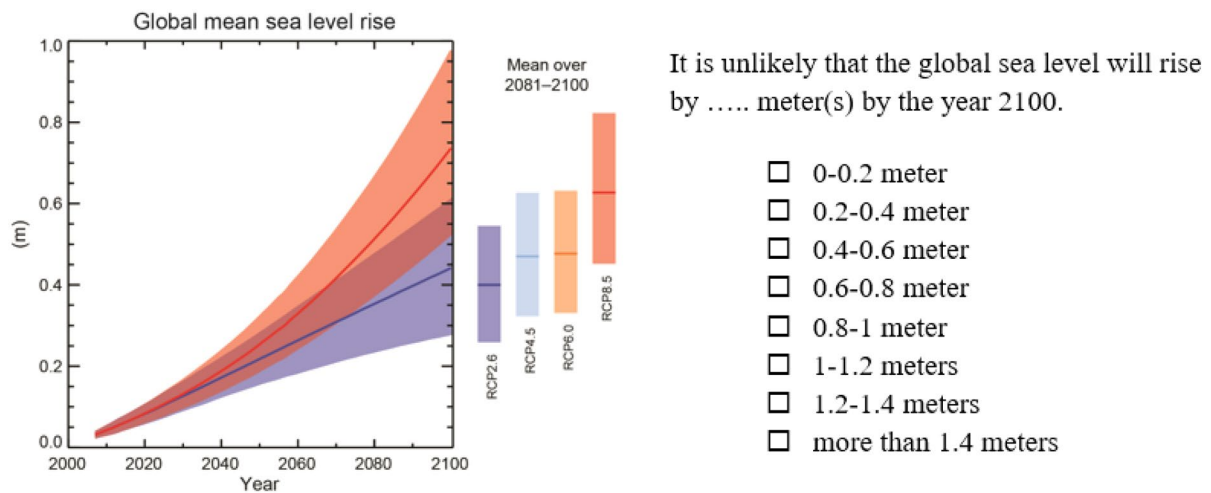 Global mean sea level rise
1.0
0.8
0.6
0.4
0.2
0.0
(m)
2000 2020 2040 2060 2080 2100
Year
Mean over
2081–2100
RCP2.6
RCP4.5
RCP6.0
RCP8.5
It is unlikely that the global sea level will rise
by ….. meter(s) by the year 2100.
0-0.2 meter
0.2-0.4 meter
0.4-0.6 meter
0.6-0.8 meter
0.8-1 meter
1-1.2 meters
1.2-1.4 meters
more than 1.4 meters